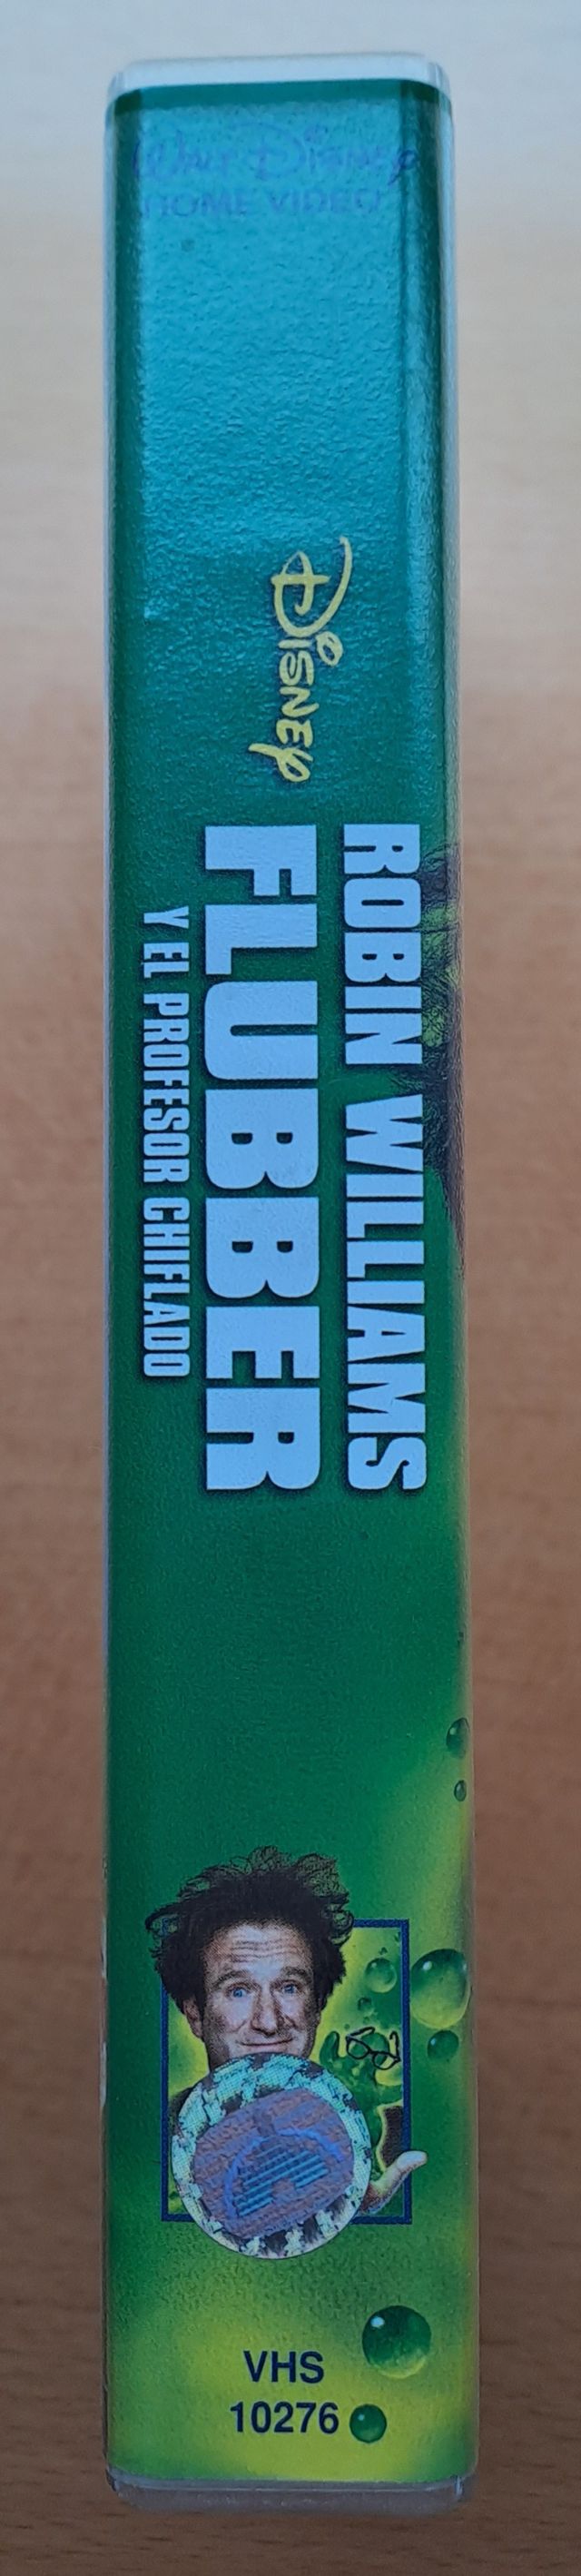 Walt Disney
HOME VIDEO
Disney
ROBIN WILLIAMS
FLUBBER
Y EL PROFESOR CHIFLADO
VHS
10276